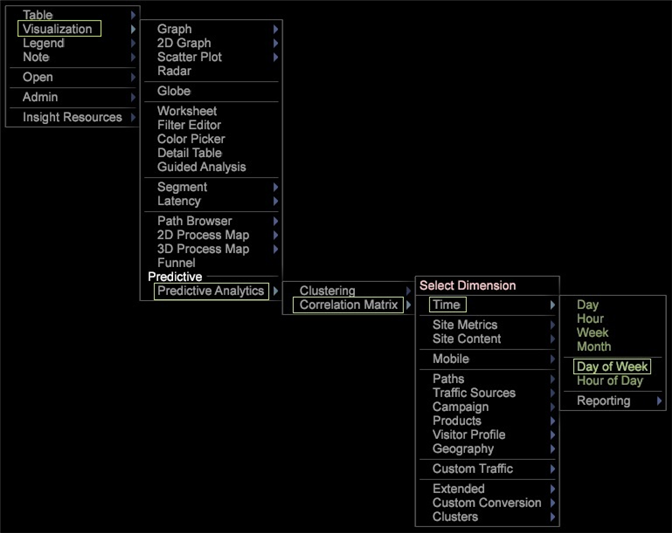 Table
Visualization
Legend
Note
Open
Admin
Insight Resources
Graph
2D Graph
Scatter Plot
Radar
Globe
Worksheet
Filter Editor
Color Picker
Detail Table
Guided Analysis
Segment
Latency
Path Browser
2D Process Map
3D Process Map
Funnel
Predictive
Predictive Analytics
Clustering
Correlation Matrix
Select Dimension
Time
Site Metrics
Site Content
Mobile
Paths
Traffic Sources
Campaign
Products
Visitor Profile
Geography
Custom Traffic
Extended
Custom Conversion
Clusters
Day
Hour
Week
Month
Day of Week
Hour of Day
Reporting